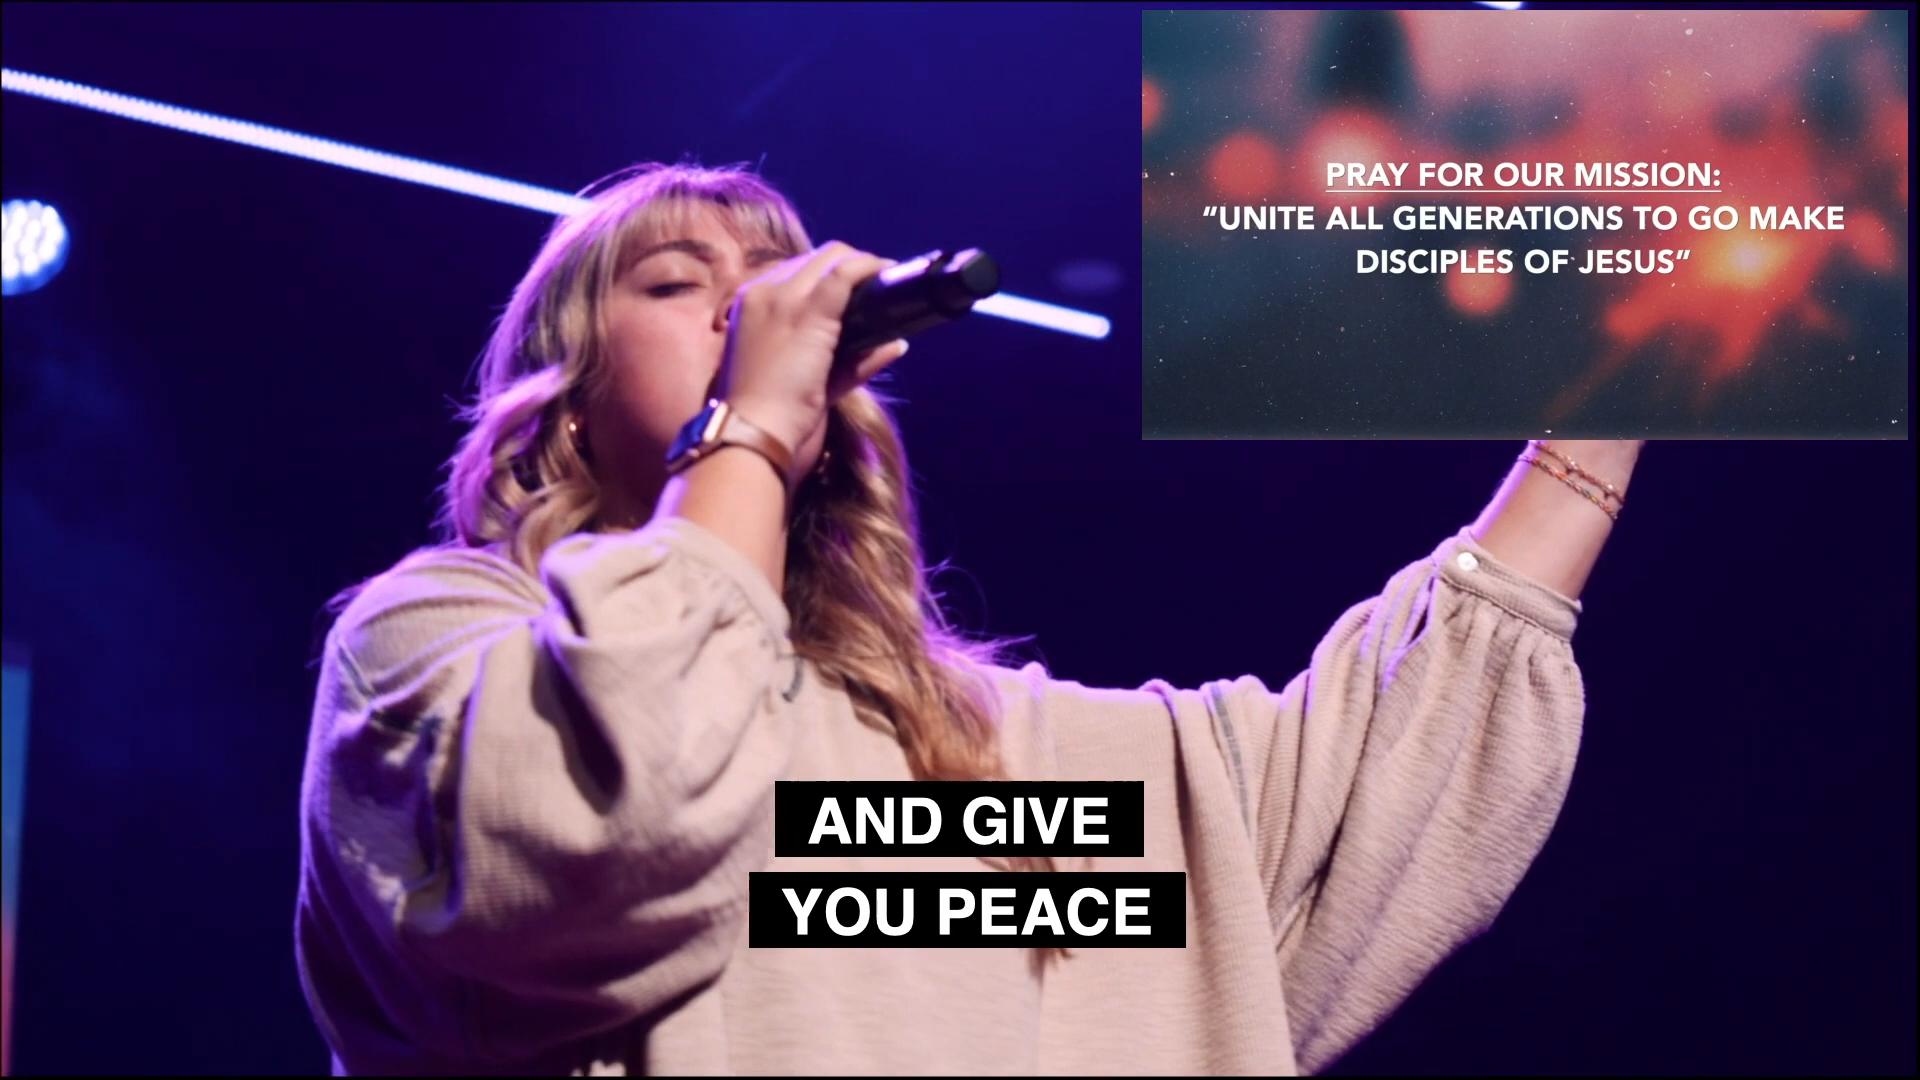 PRAY FOR OUR MISSION:
“UNITE ALL GENERATIONS TO GO MAKE
DISCIPLES OF JESUS”
AND GIVE
YOU PEACE